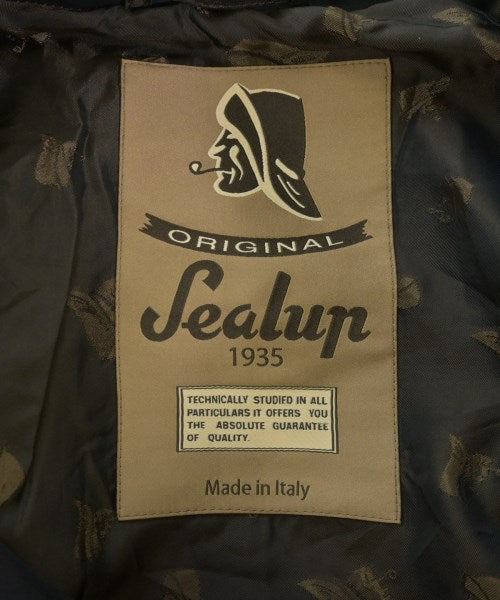 ORIGINAL
Sealup
1935
TECHNICALLY STUDIED IN ALL
PARTICULARS IT OFFERS YOU
THE ABSOLUTE GUARANTEE
OF QUALITY.
Made in Italy